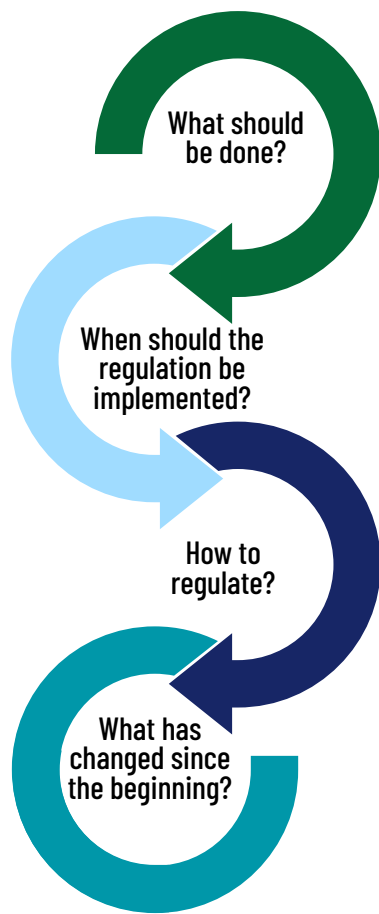 What should
be done?
When should the
regulation be
implemented?
How to
regulate?
What has
changed since
the beginning?